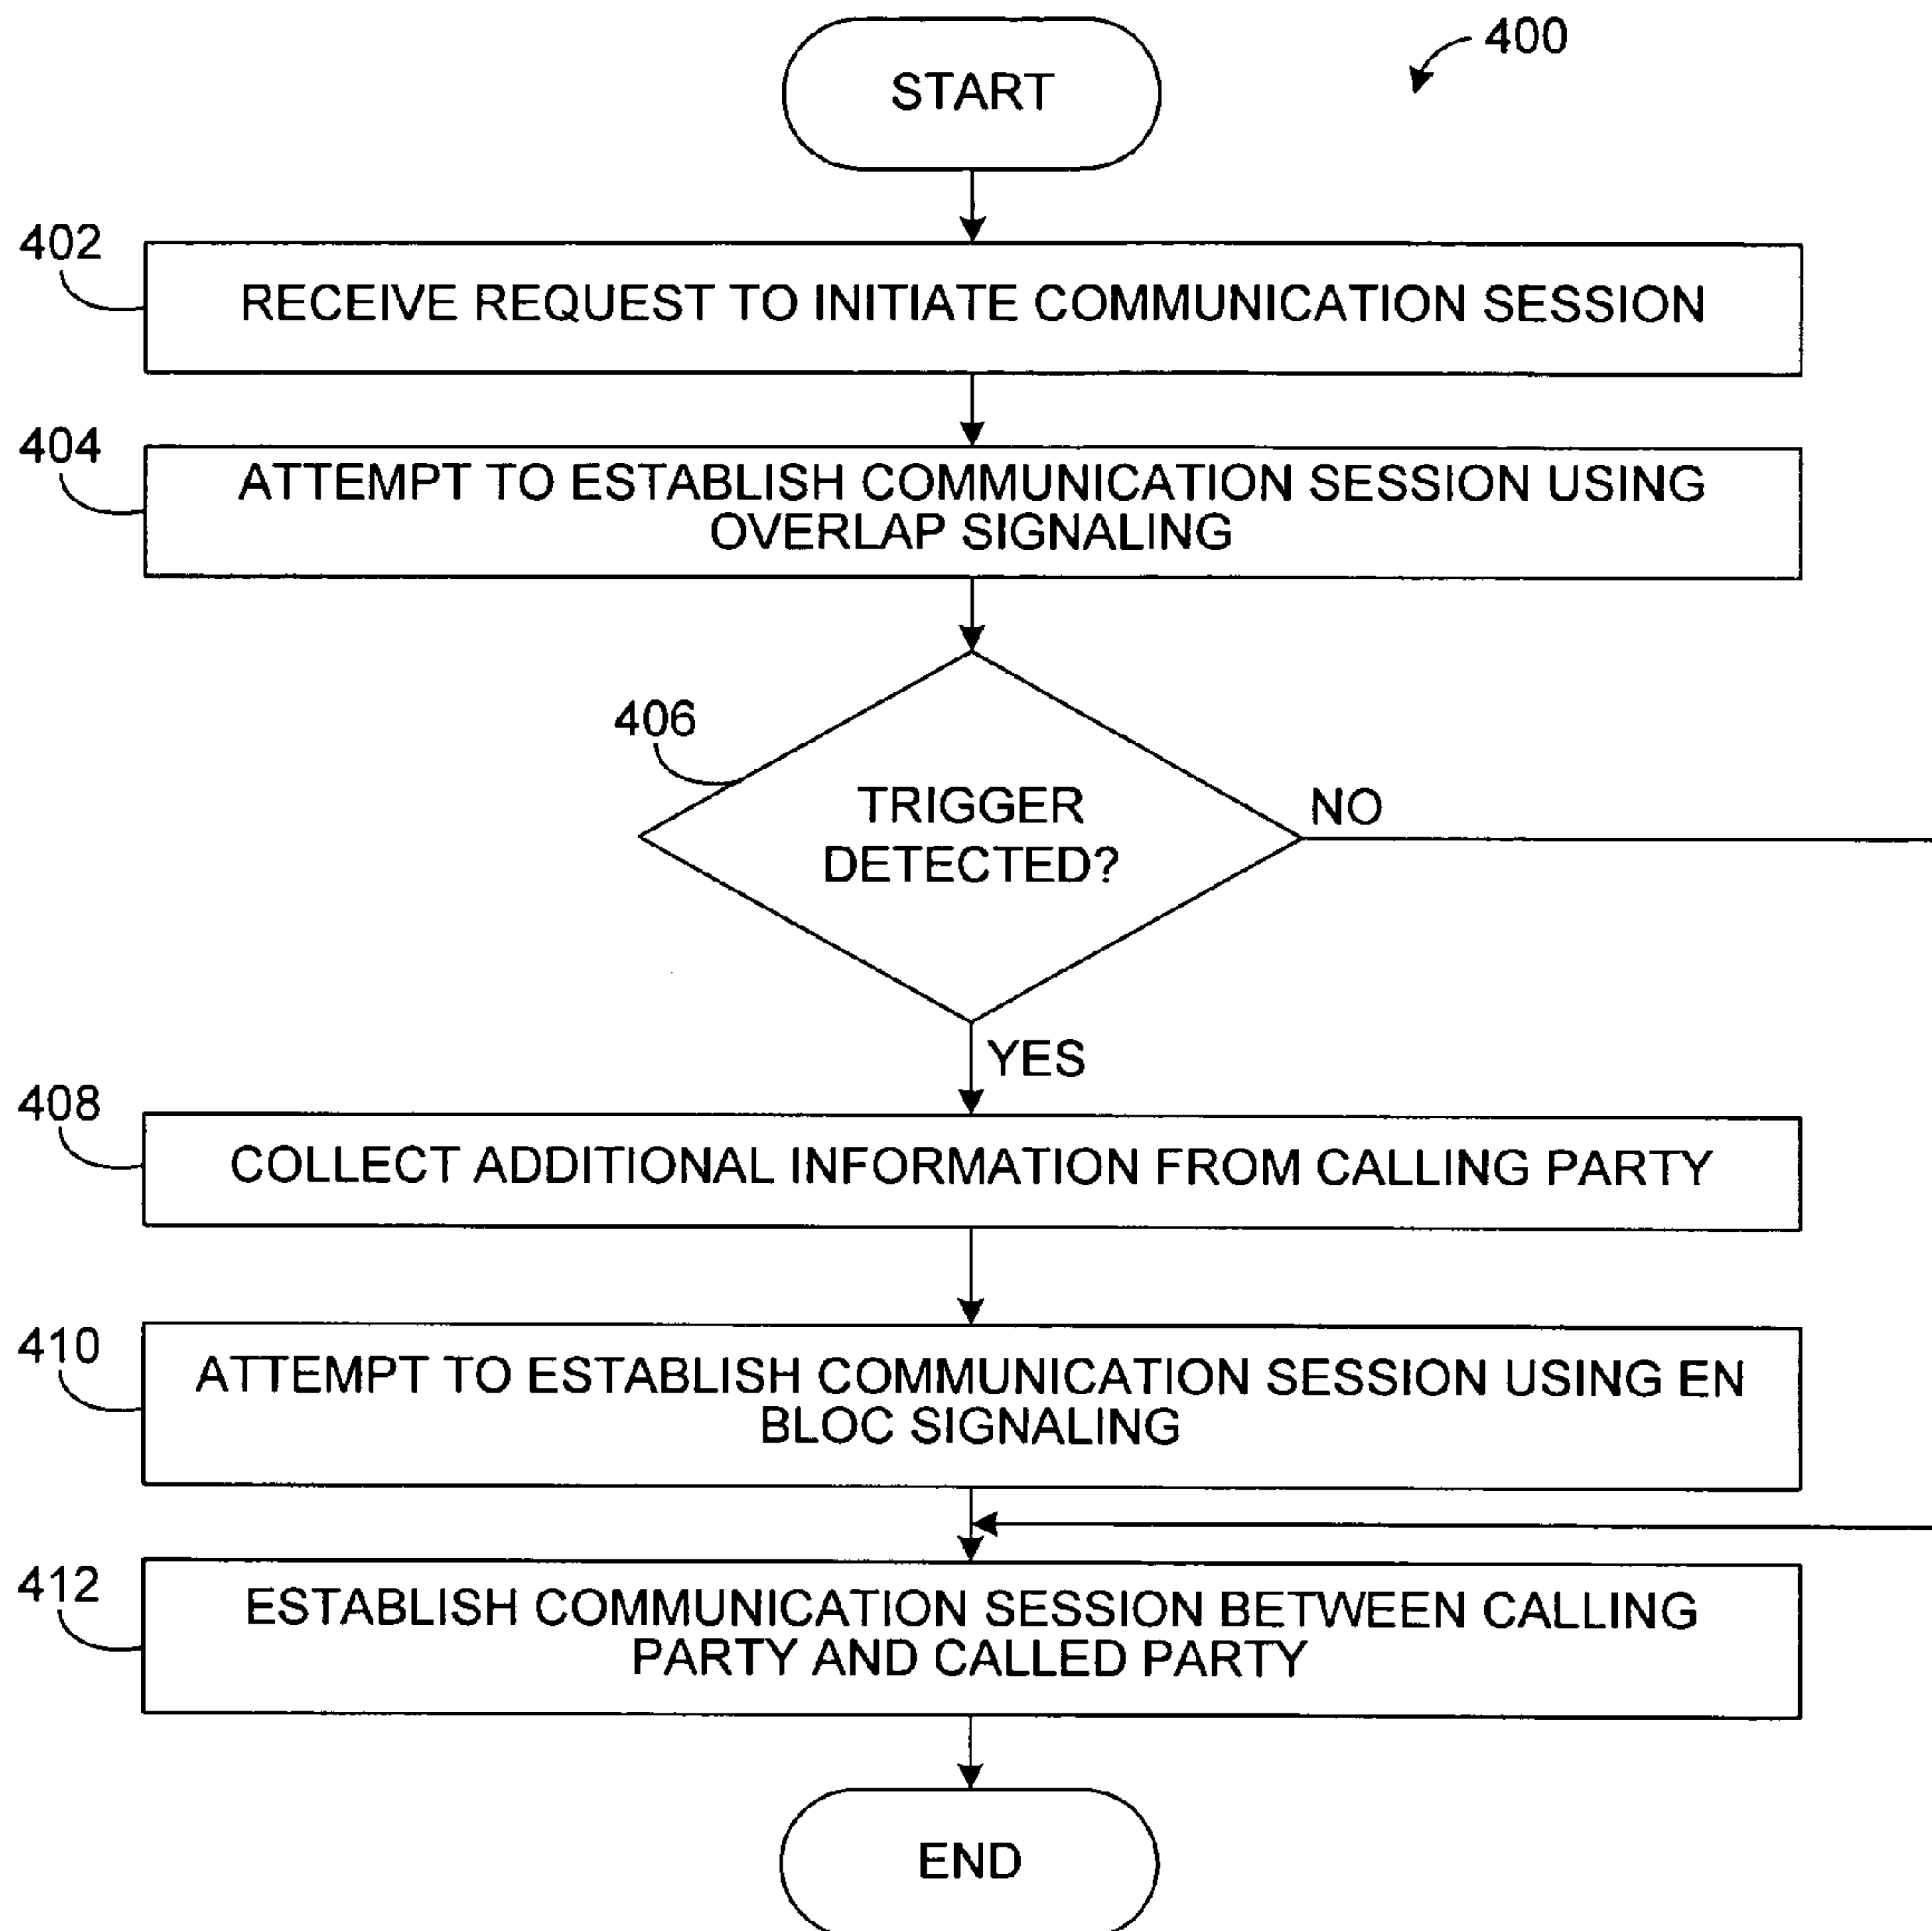 START
400
402
RECEIVE REQUEST TO INITIATE COMMUNICATION SESSION
404
ATTEMPT TO ESTABLISH COMMUNICATION SESSION USING
OVERLAP SIGNALING
406
TRIGGER
DETECTED?
NO
YES
408
COLLECT ADDITIONAL INFORMATION FROM CALLING PARTY
410
ATTEMPT TO ESTABLISH COMMUNICATION SESSION USING EN
BLOC SIGNALING
412
ESTABLISH COMMUNICATION SESSION BETWEEN CALLING
PARTY AND CALLED PARTY
END